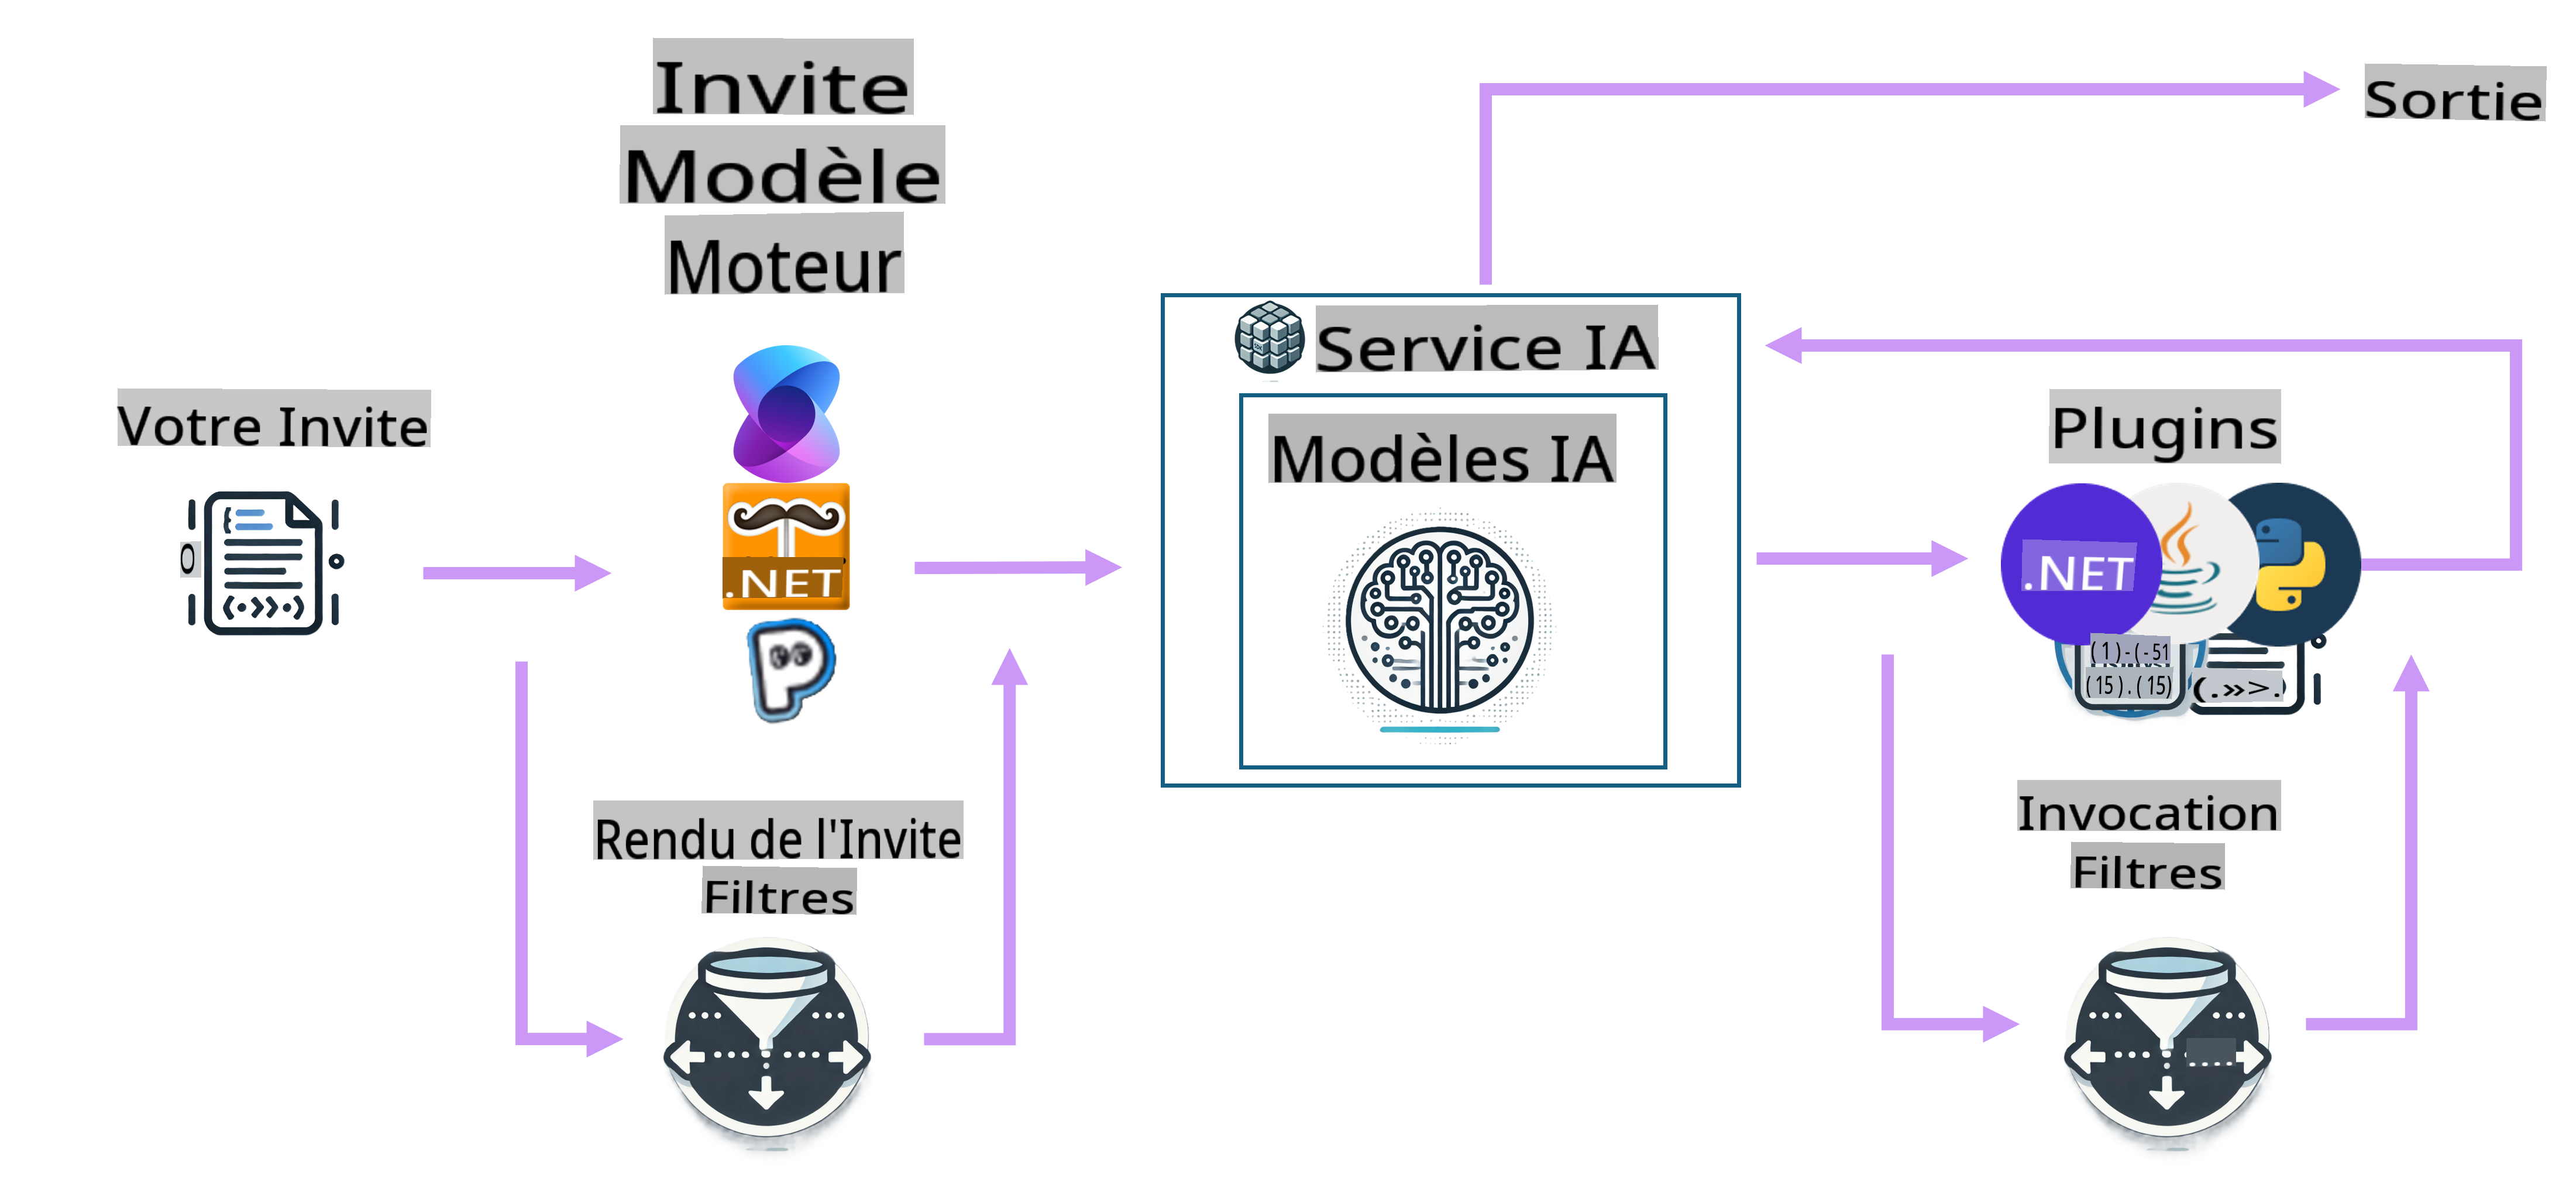 Invite
Modèle
Moteur
Sortie
Service IA
Votre Invite
Modèles IA
Plugins
.NET
.NET
(1)-(-51
(15).(15)
(.»>.)
Rendu de l'Invite
Filtres
Invocation
Filtres